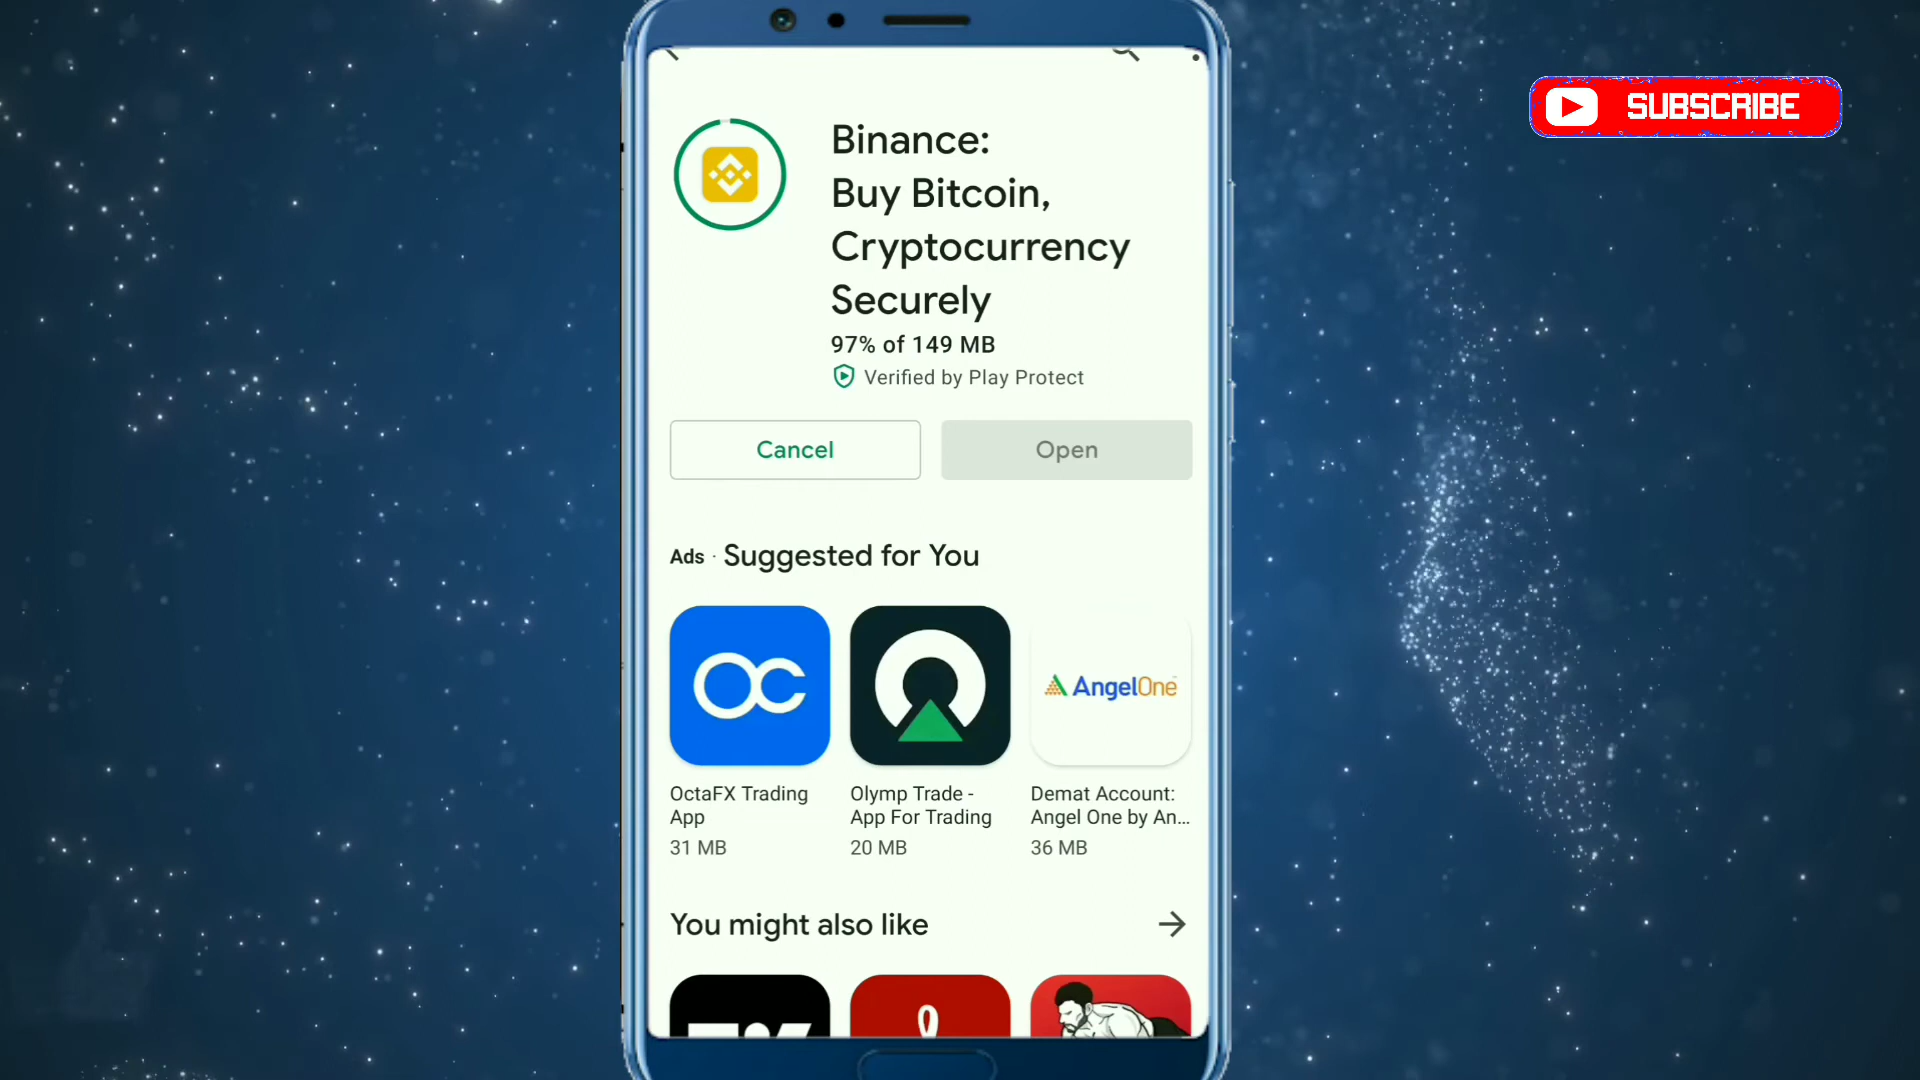 SUBSCRIBE
Binance:
Buy Bitcoin,
Cryptocurrency
Securely
97% of 149 MB
Verified by Play Protect
Cancel
Open
Ads · Suggested for You
OC
AngelOne
OctaFX Trading
App
31 MB
Olymp Trade -
App For Trading
20 MB
Demat Account:
Angel One by An...
36 MB
You might also like